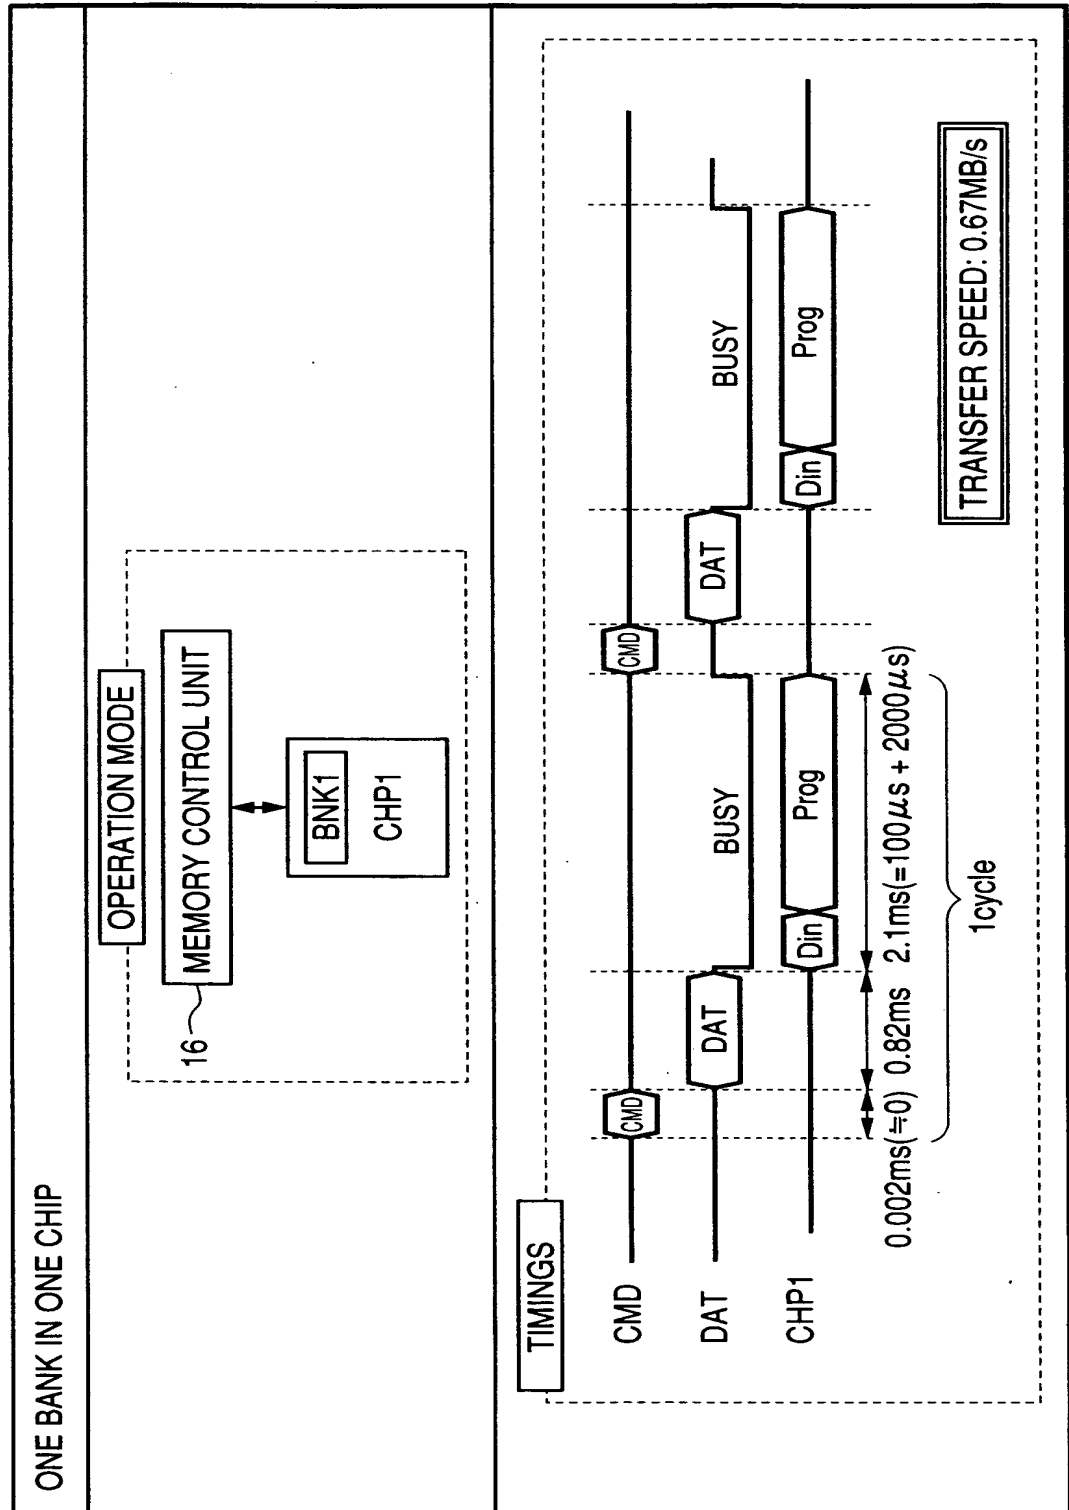 ONE BANK IN ONE CHIP
OPERATION MODE
16
MEMORY CONTROL UNIT
BNK1
CHP1
TIMINGS
CMD
CMD
CMD
DAT
DAT
BUSY
DAT
BUSY
CHP1
Din
Prog
Din
Prog
0.002ms(≒0) 0.82ms 2.1ms(=100μs + 2000μs)
1cycle
TRANSFER SPEED: 0.67MB/s